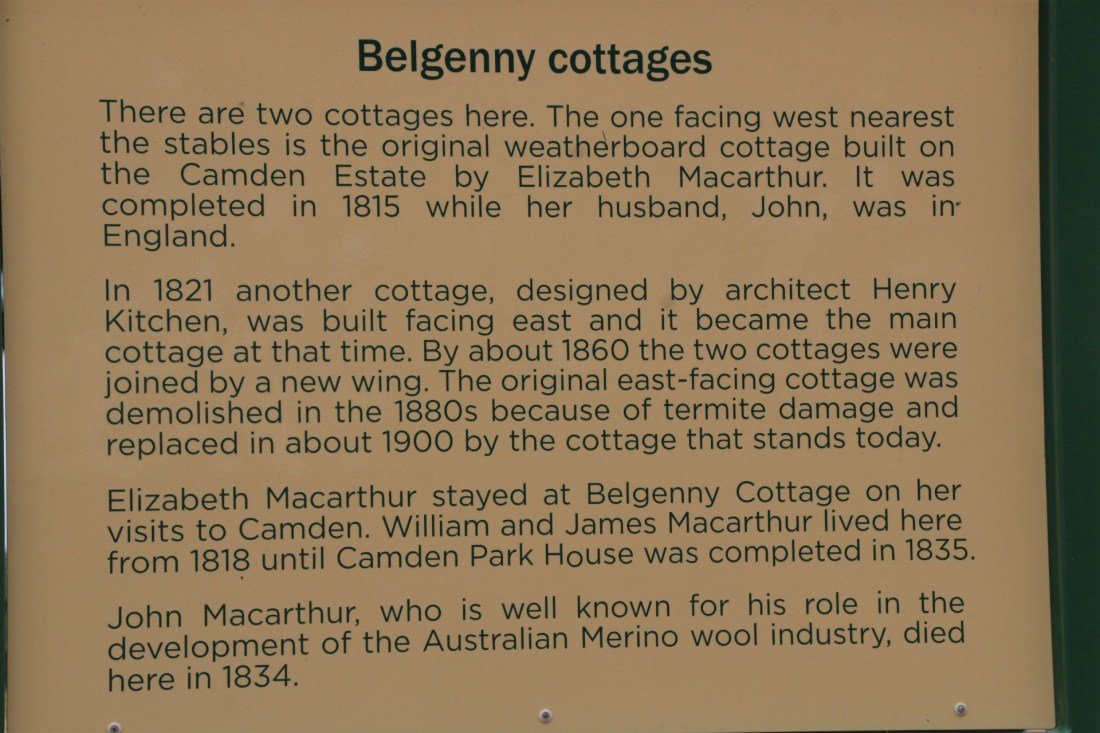 Belgenny cottages
There are two cottages here. The one facing west nearest
the stables is the original weatherboard cottage built on
the Camden Estate by Elizabeth Macarthur. It was
completed in 1815 while her husband, John, was in
England.
In 1821 another cottage, designed by architect Henry
Kitchen, was built facing east and it became the main
cottage at that time. By about 1860 the two cottages were
joined by a new wing. The original east-facing cottage was
demolished in the 1880s because of termite damage and
replaced in about 1900 by the cottage that stands today.
Elizabeth Macarthur stayed at Belgenny Cottage on her
visits to Camden. William and James Macarthur lived here
from 1818 until Camden Park House was completed in 1835.
John Macarthur, who is well known for his role in the
development of the Australian Merino wool industry, died
here in 1834.